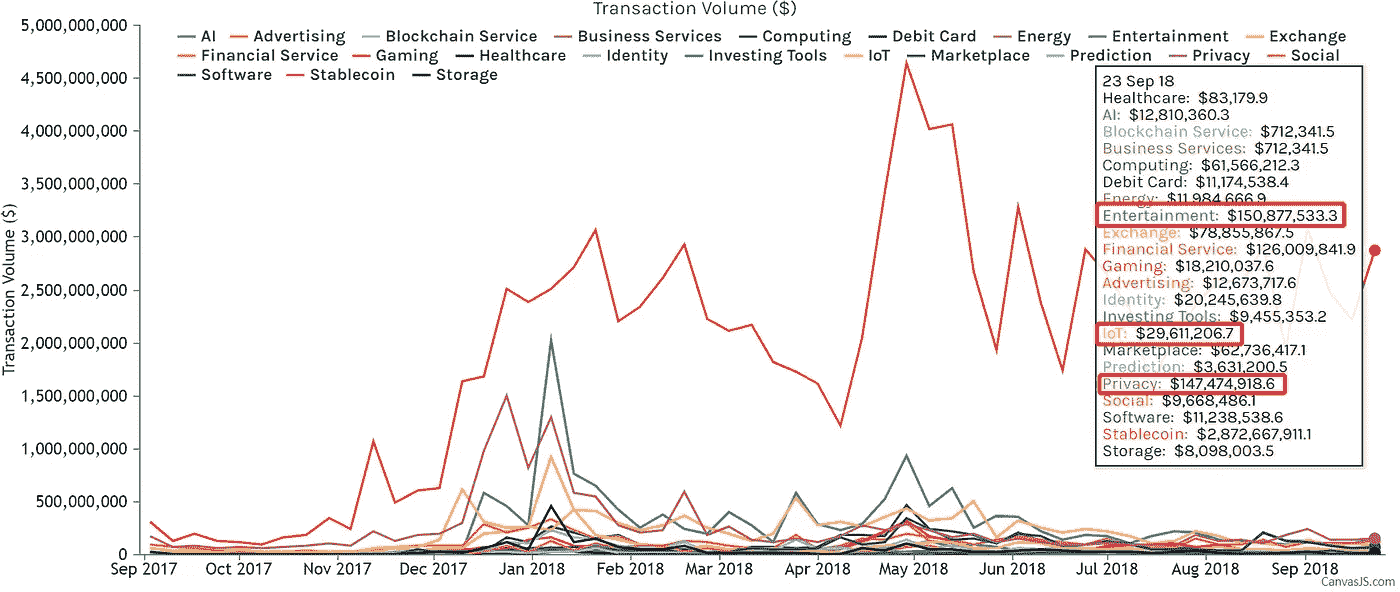 Transaction Volume ($)
5,000,000,000
4,500,000,000
4,000,000,000
3,500,000,000
3,000,000,000
2,500,000,000
2,000,000,000
1,500,000,000
1,000,000,000
500,000,000
0
Transaction Volume ($)
AI Advertising Blockchain Service Business Services Computing Debit Card Energy Entertainment Exchange
Financial Service Gaming Healthcare Identity Investing Tools IoT Marketplace Prediction Privacy Social
Software Stablecoin Storage
23 Sep 18
Healthcare: $83,179.9
AI: $12,810,360.3
Blockchain Service: $712,341.5
Business Services: $712,341.5
Computing: $61,566,212.3
Debit Card: $11,174,538.4
Energy: $11,984,666.9
Entertainment: $150,877,533.3
Exchange: $78,855,867.5
Financial Service: $126,009,841.9
Gaming: $18,210,037.6
Advertising: $12,673,717.6
Identity: $20,245,639.8
Investing Tools: $9,455,353.2
IoT: $29,611,206.7
Marketplace: $62,736,417.1
Prediction: $3,631,200.5
Privacy: $147,474,918.6
Social: $9,668,486.1
Software: $11,238,538.6
Stablecoin: $2,872,667,911.1
Storage: $8,098,003.5
Sep 2017 Oct 2017 Nov 2017 Dec 2017 Jan 2018 Feb 2018 Mar 2018 Apr 2018 May 2018 Jun 2018 Jul 2018 Aug 2018 Sep 2018
CanvasJS.com